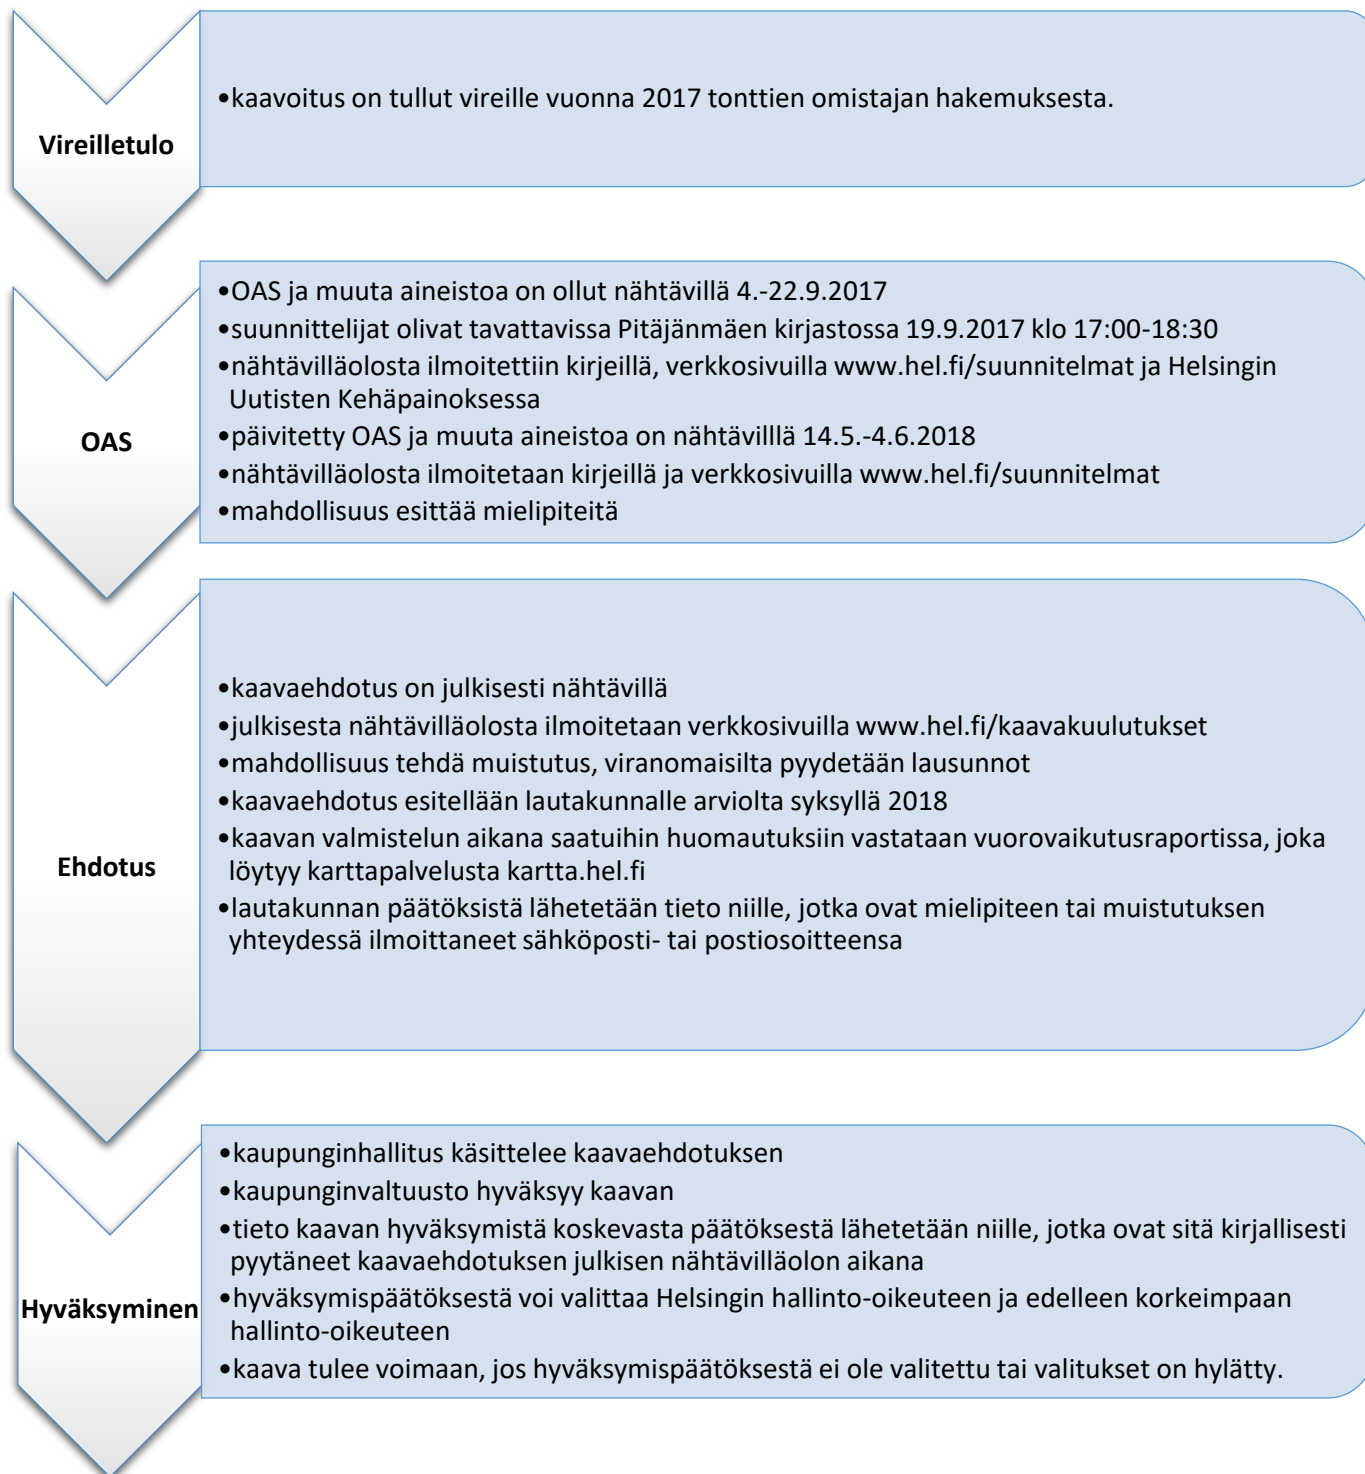 Vireilletulo
•kaavoitus on tullut vireille vuonna 2017 tonttien omistajan hakemuksesta.
OAS
•OAS ja muuta aineistoa on ollut nähtävillä 4.-22.9.2017
•suunnittelijat olivat tavattavissa Pitäjänmäen kirjastossa 19.9.2017 klo 17:00-18:30
•nähtävilläolosta ilmoitettiin kirjeillä, verkkosivuilla www.hel.fi/suunnitelmat ja Helsingin
Uutisten Kehäpainoksessa
•päivitetty OAS ja muuta aineistoa on nähtävilllä 14.5.-4.6.2018
•nähtävilläolosta ilmoitetaan kirjeillä ja verkkosivuilla www.hel.fi/suunnitelmat
•mahdollisuus esittää mielipiteitä
Ehdotus
•kaavaehdotus on julkisesti nähtävillä
•julkisesta nähtävilläolosta ilmoitetaan verkkosivuilla www.hel.fi/kaavakuulutukset
•mahdollisuus tehdä muistutus, viranomaisilta pyydetään lausunnot
•kaavaehdotus esitellään lautakunnalle arviolta syksyllä 2018
•kaavan valmistelun aikana saatuihin huomautuksiin vastataan vuorovaikutusraportissa, joka
löytyy karttapalvelusta kartta.hel.fi
•lautakunnan päätöksistä lähetetään tieto niille, jotka ovat mielipiteen tai muistutuksen
yhteydessä ilmoittaneet sähköposti- tai postiosoitteensa
Hyväksyminen
•kaupunginhallitus käsittelee kaavaehdotuksen
•kaupunginvaltuusto hyväksyy kaavan
•tieto kaavan hyväksymistä koskevasta päätöksestä lähetetään niille, jotka ovat sitä kirjallisesti
pyytäneet kaavaehdotuksen julkisen nähtävilläolon aikana
•hyväksymispäätöksestä voi valittaa Helsingin hallinto-oikeuteen ja edelleen korkeimpaan
hallinto-oikeuteen
•kaava tulee voimaan, jos hyväksymispäätöksestä ei ole valitettu tai valitukset on hylätty.